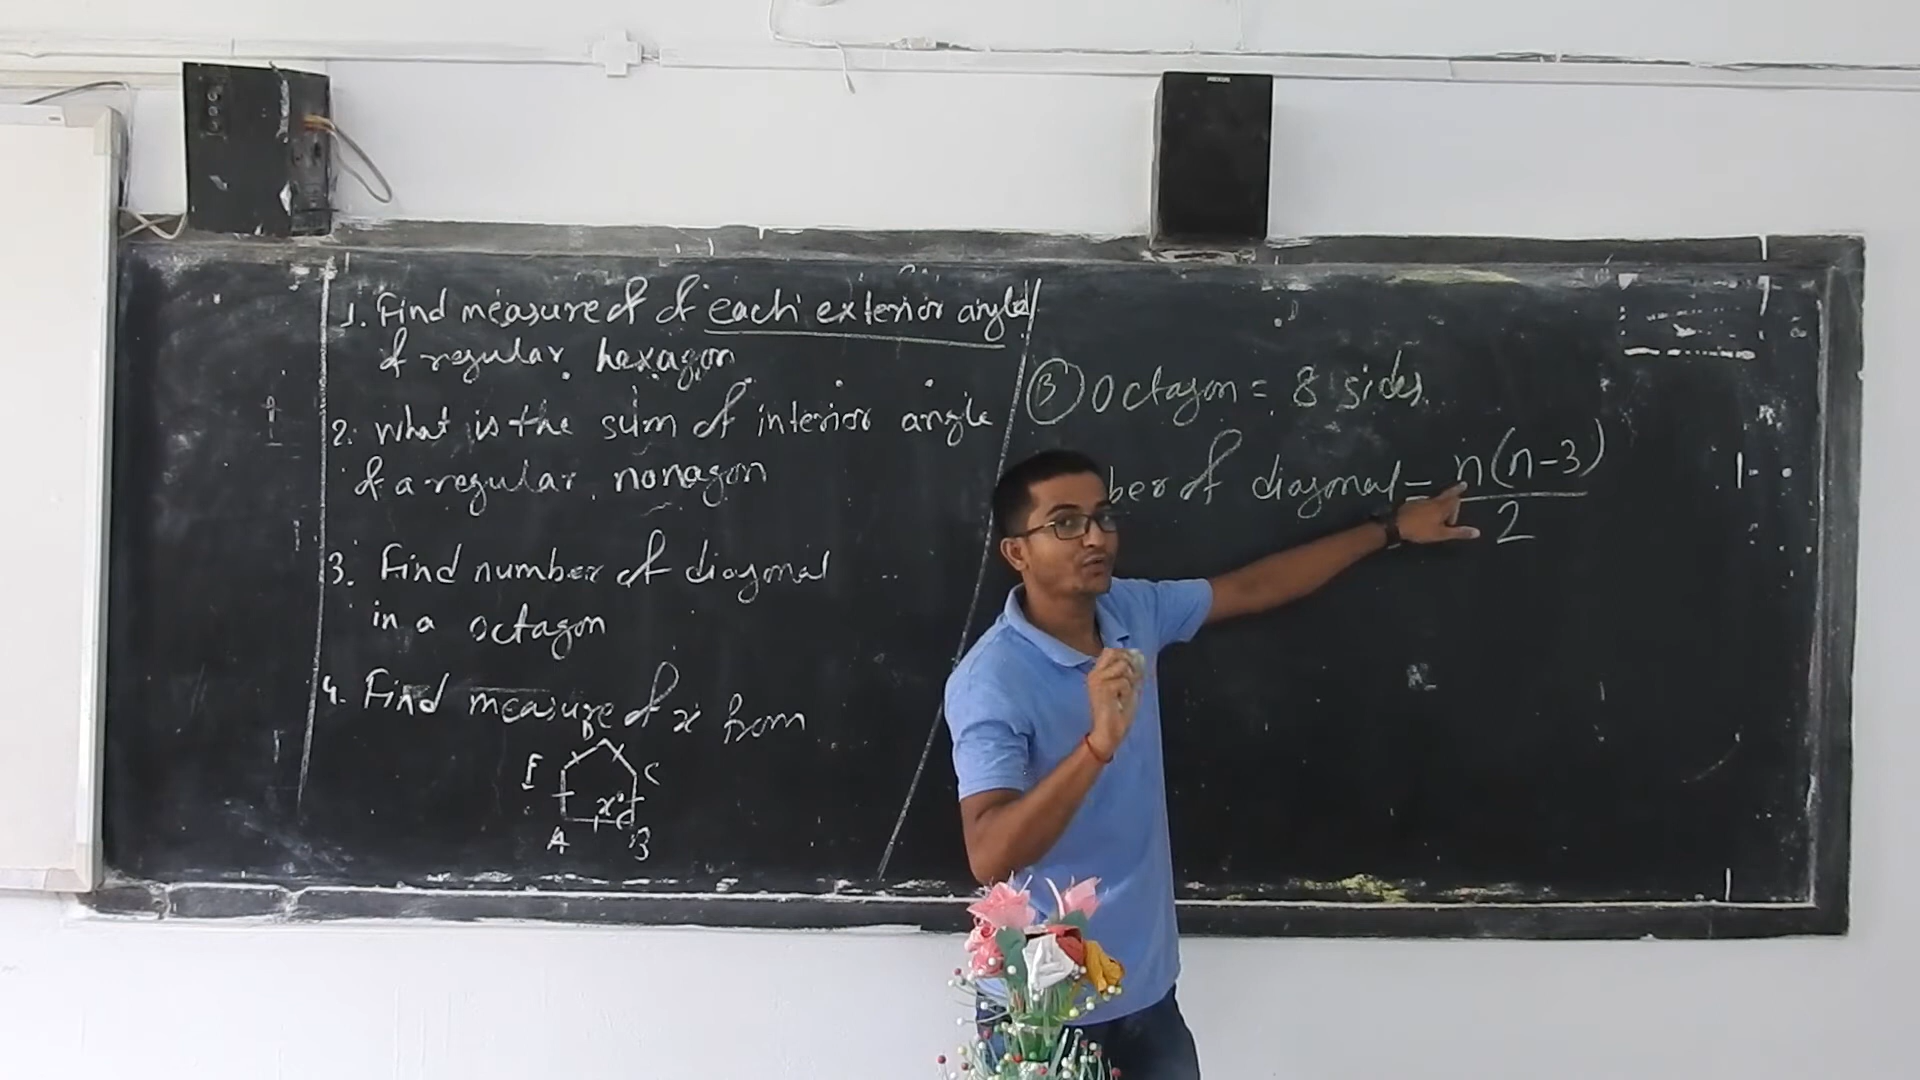 1. Find measure of of each exterior angle
of regular hexagon
2. What is the sum of interior angle
of a regular nonagon
3. Find number of diagonal
in a octagon
4. Find measure of x from
D
E C
x°
A B
③ Octagon = 8 sides
ber of diagonal = n(n-3)
2